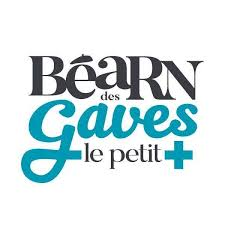 BéaRN
des
Gaves
le petit +